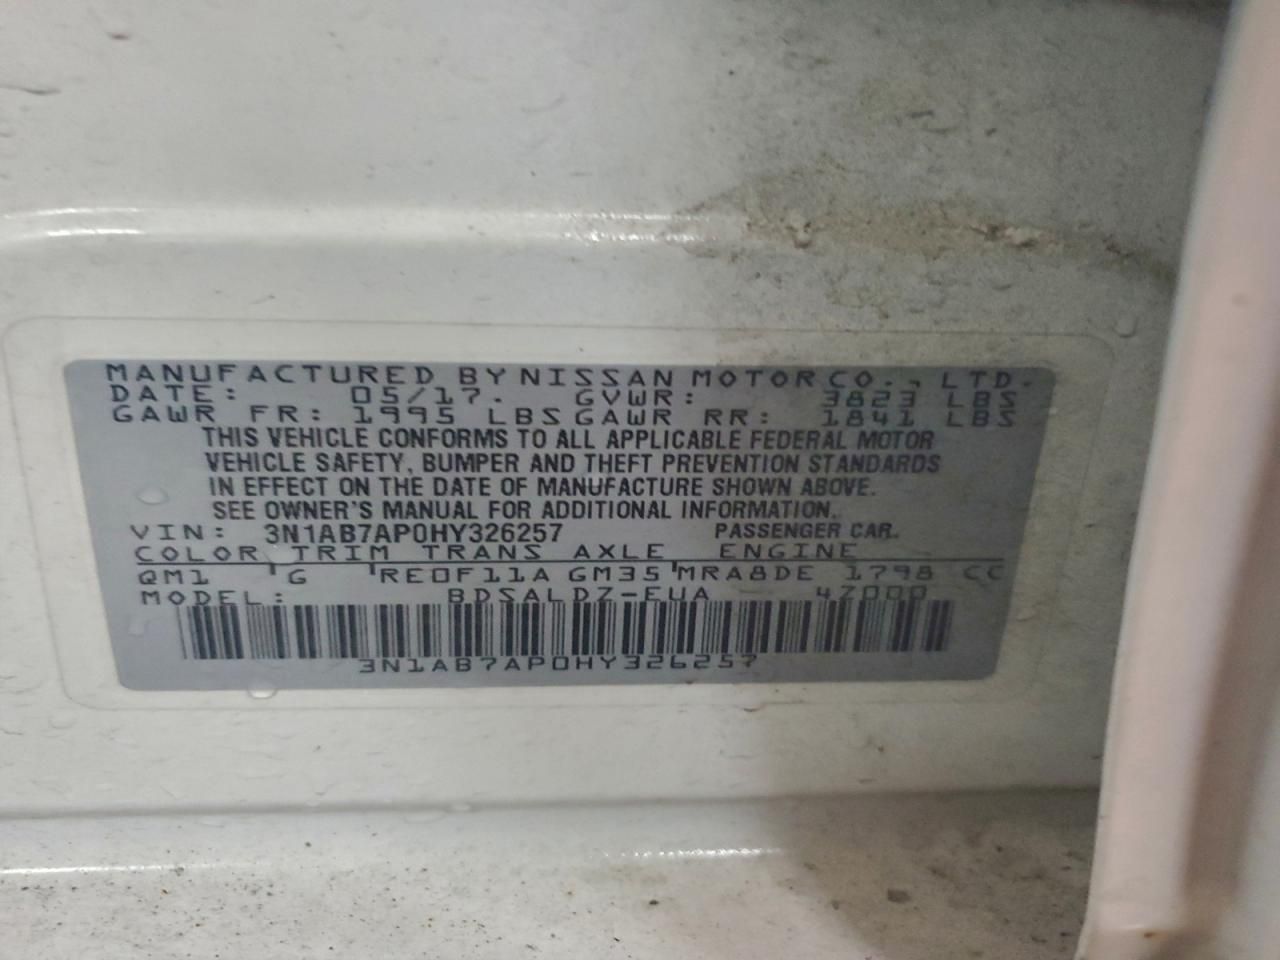 MANUFACTURED BY NISSAN MOTOR CO., LTD.
DATE: 05/17. GVWR: 3823 LBS
GAWR FR: 1995 LBS GAWR RR: 1841 LBS
THIS VEHICLE CONFORMS TO ALL APPLICABLE FEDERAL MOTOR
VEHICLE SAFETY, BUMPER AND THEFT PREVENTION STANDARDS
IN EFFECT ON THE DATE OF MANUFACTURE SHOWN ABOVE.
SEE OWNER'S MANUAL FOR ADDITIONAL INFORMATION.
VIN: 3N1AB7AP0HY326257 PASSENGER CAR.
COLOR TRIM TRANS AXLE ENGINE
QM1 G RE0F11A GM35 MRA8DE 1798 CC
MODEL: BDSALDZ-EUA 4Z000
3N1AB7AP0HY326257